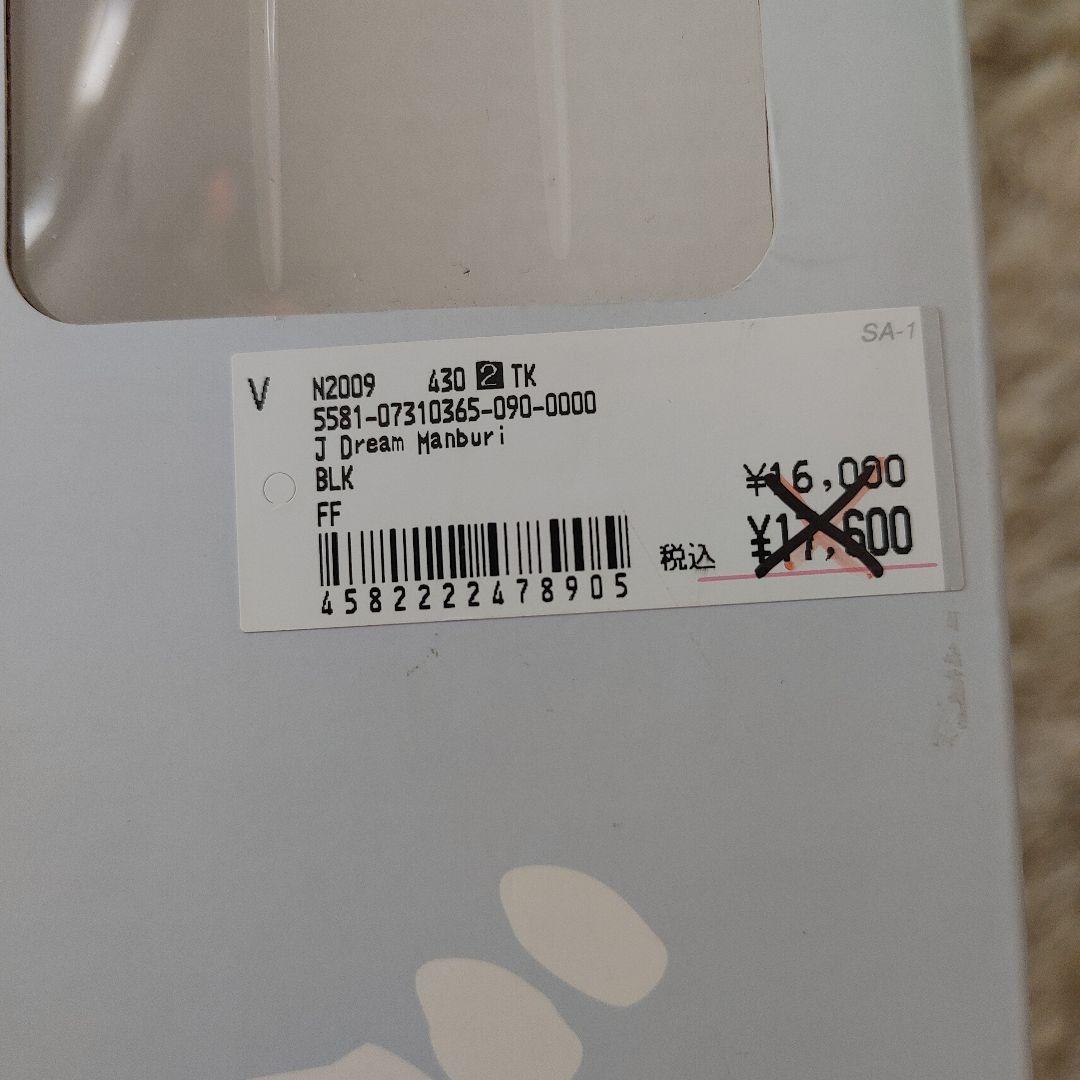 SA-1
V N2009 430 2 TK
5581-07310365-090-0000
J Dream Manburi
BLK
¥16,000
FF
税込 ¥17,600
4582222478905